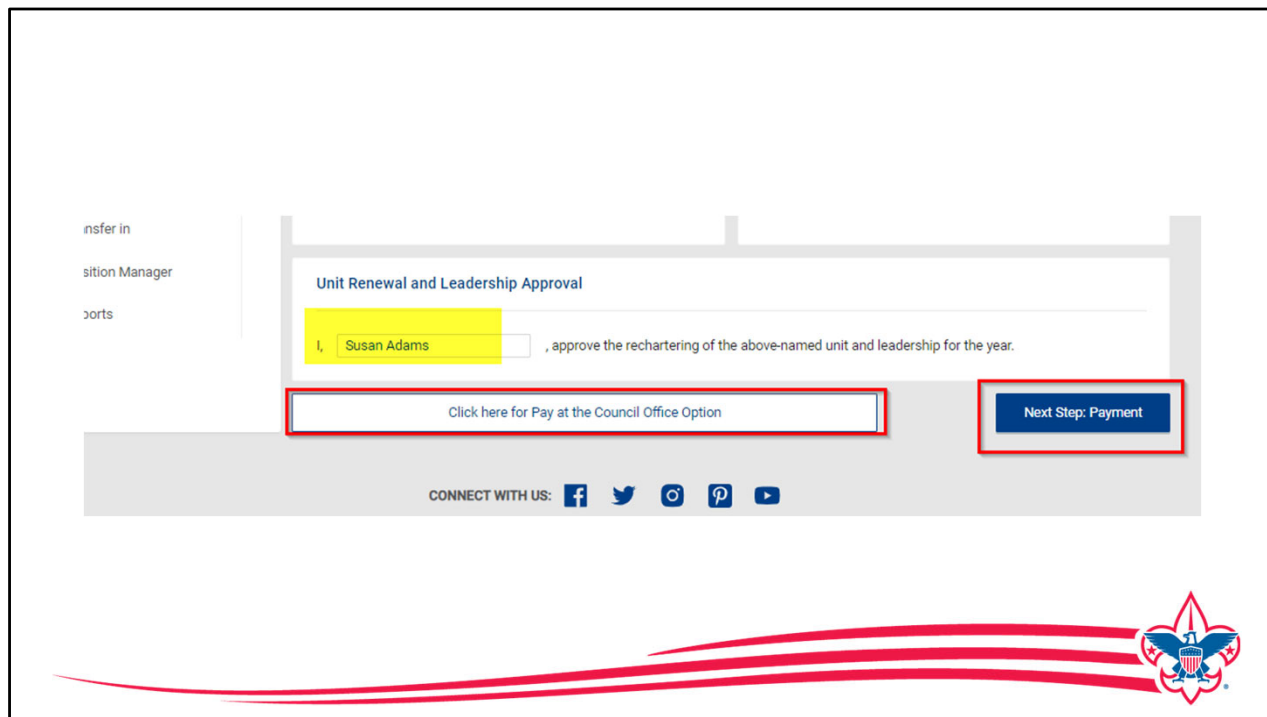 nsfer in
sition Manager
ports
Unit Renewal and Leadership Approval
I, Susan Adams , approve the rechartering of the above-named unit and leadership for the year.
Click here for Pay at the Council Office Option
Next Step: Payment
CONNECT WITH US: